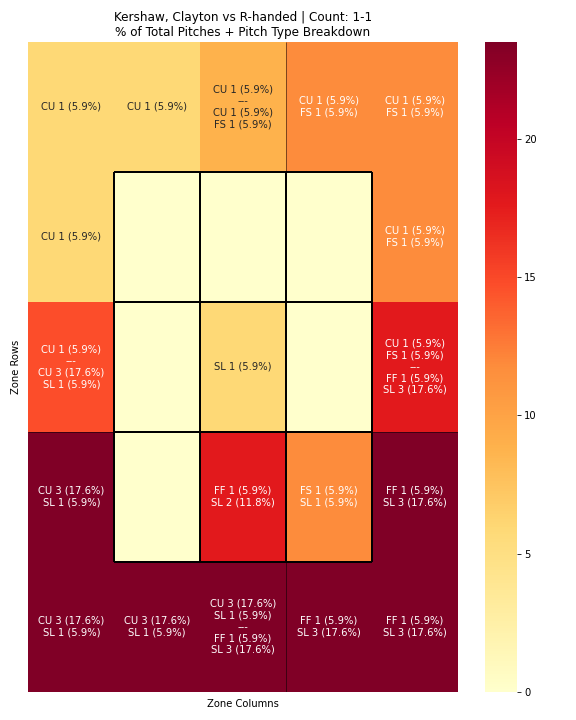 Kershaw, Clayton vs R-handed | Count: 1-1
% of Total Pitches + Pitch Type Breakdown
CU 1 (5.9%)
CU 1 (5.9%)
CU 1 (5.9%)
---
CU 1 (5.9%)
FS 1 (5.9%)
CU 1 (5.9%)
FS 1 (5.9%)
CU 1 (5.9%)
FS 1 (5.9%)
CU 1 (5.9%)
CU 1 (5.9%)
FS 1 (5.9%)
CU 1 (5.9%)
---
CU 3 (17.6%)
SL 1 (5.9%)
SL 1 (5.9%)
CU 1 (5.9%)
FS 1 (5.9%)
---
FF 1 (5.9%)
SL 3 (17.6%)
CU 3 (17.6%)
SL 1 (5.9%)
FF 1 (5.9%)
SL 2 (11.8%)
FS 1 (5.9%)
SL 1 (5.9%)
FF 1 (5.9%)
SL 3 (17.6%)
CU 3 (17.6%)
SL 1 (5.9%)
CU 3 (17.6%)
SL 1 (5.9%)
CU 3 (17.6%)
SL 1 (5.9%)
---
FF 1 (5.9%)
SL 3 (17.6%)
FF 1 (5.9%)
SL 3 (17.6%)
FF 1 (5.9%)
SL 3 (17.6%)
Zone Rows
Zone Columns
20
15
10
5
0